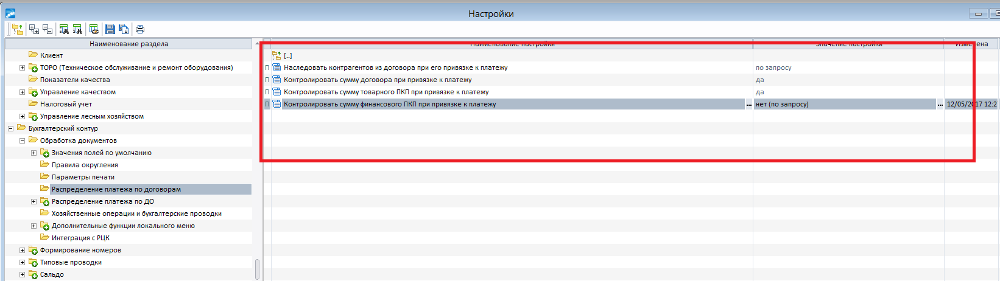 Настройки
Наименование раздела
Наименование настройки
Значение настройки
Изменена
Клиент
[..]
ТОРО (Техническое обслуживание и ремонт оборудования)
П Наследовать контрагентов из договора при его привязке к платежу по запросу
Показатели качества
П Контролировать сумму договора при привязке к платежу да
Управление качеством
П Контролировать сумму товарного ПКП при привязке к платежу да
Налоговый учет
П Контролировать сумму финансового ПКП при привязке к платежу ... нет (по запросу) ... 12/05/2017 12:2
Управление лесным хозяйством
Бухгалтерский контур
Обработка документов
Значения полей по умолчанию
Правила округления
Параметры печати
Распределение платежа по договорам
Распределение платежа по ДО
Хозяйственные операции и бухгалтерские проводки
Дополнительные функции локального меню
Интеграция с РЦК
Формирование номеров
Типовые проводки
Сальдо